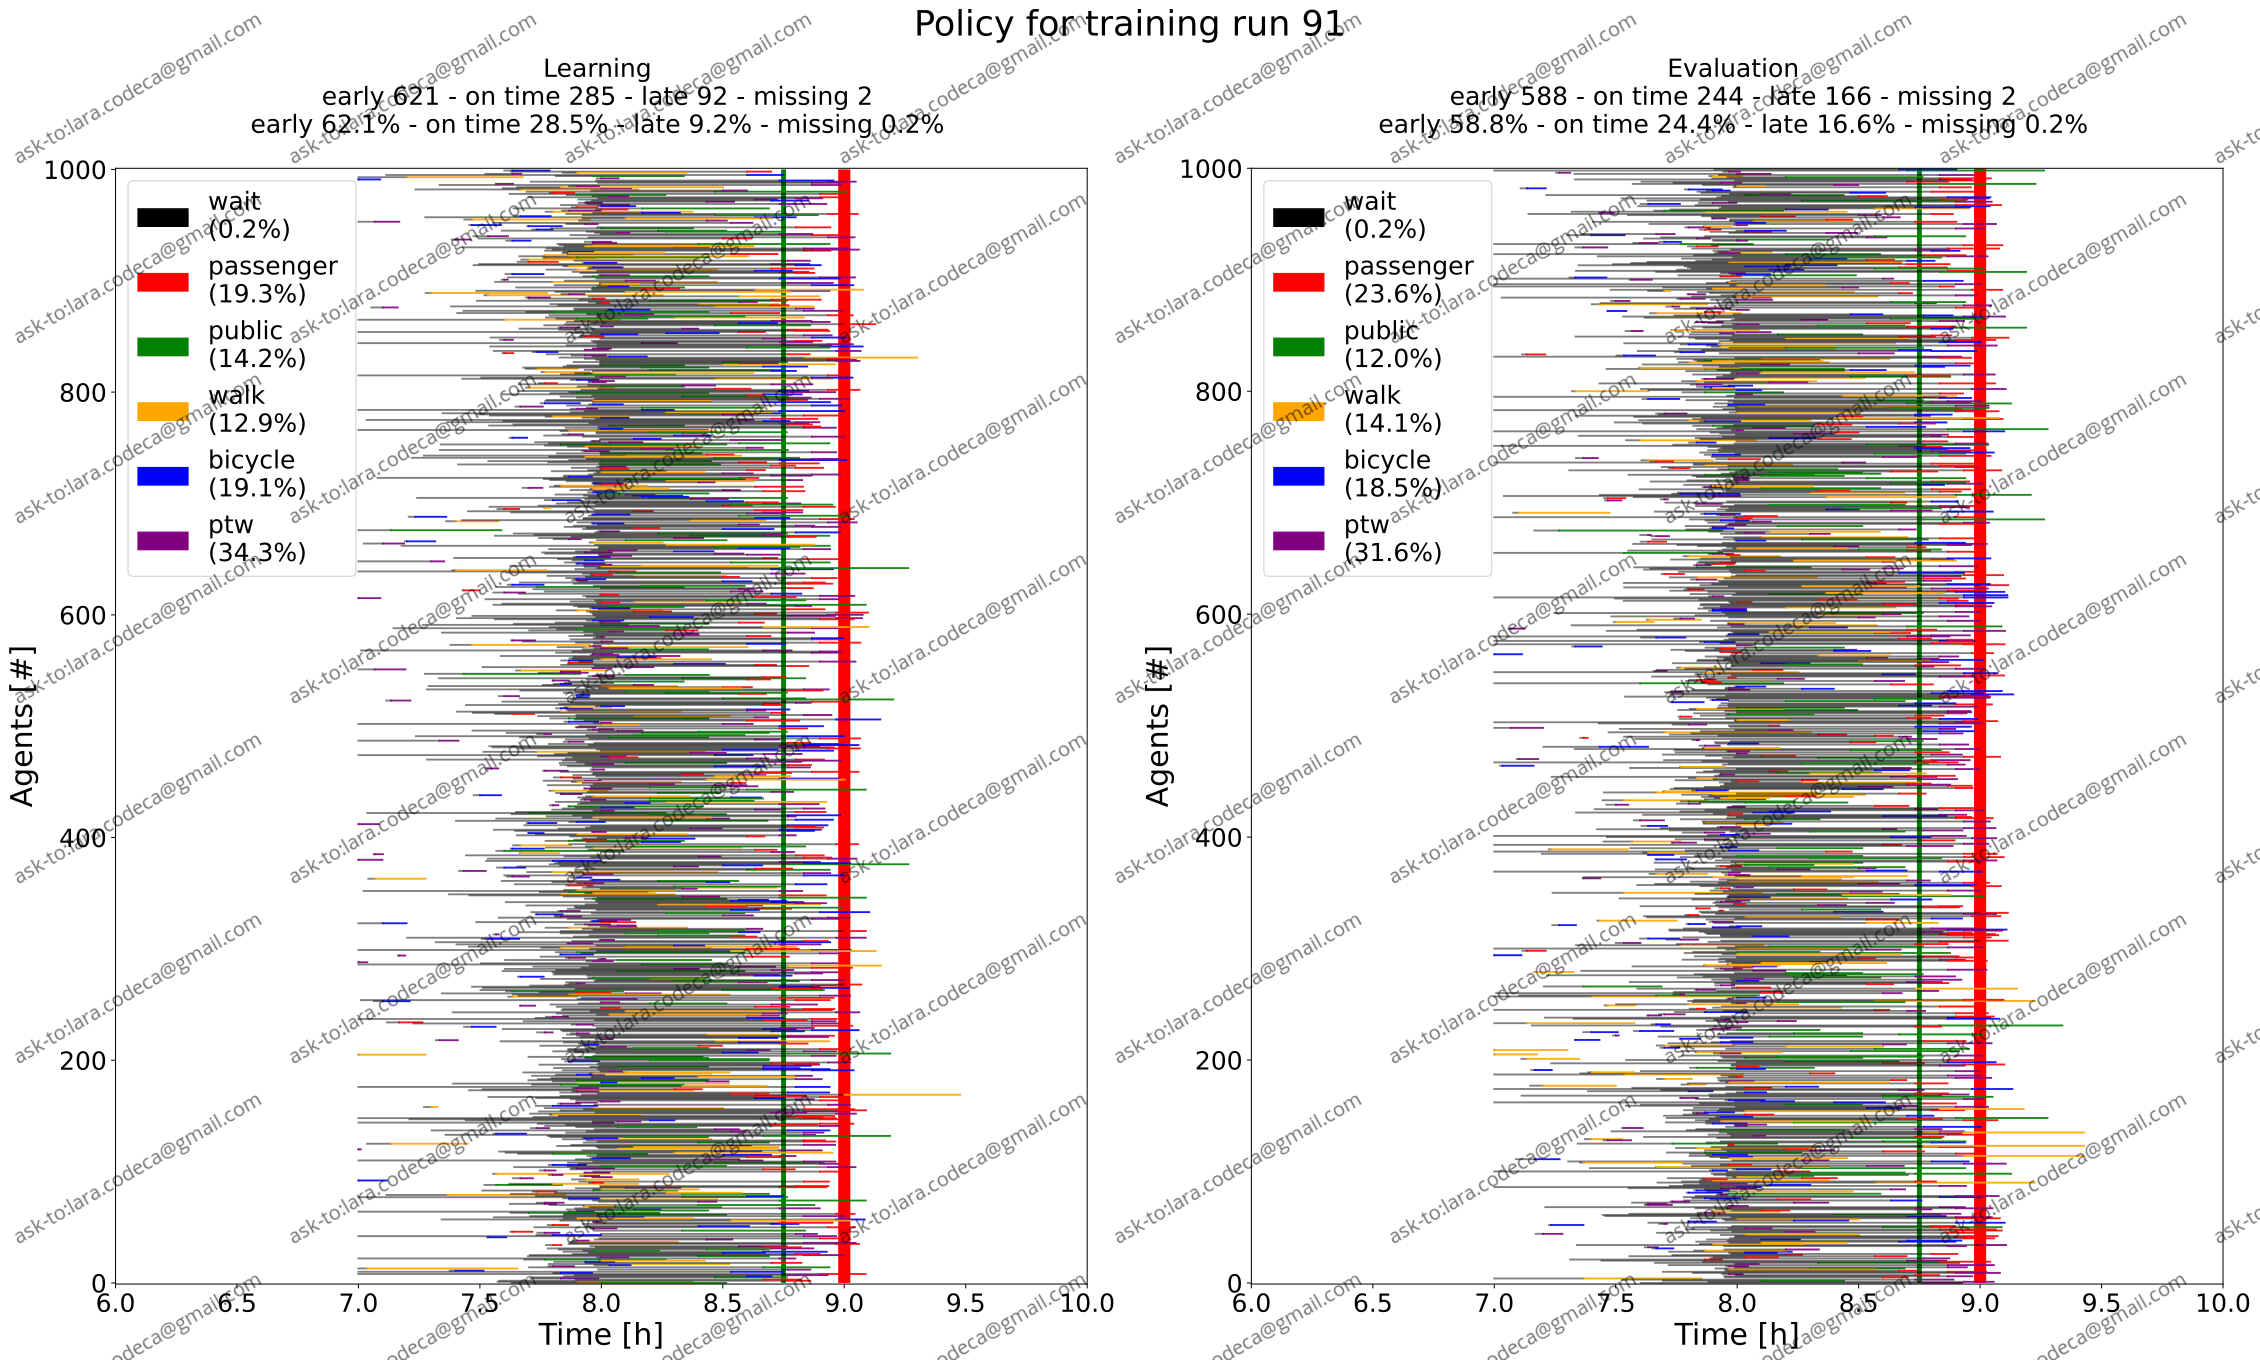 Policy for training run 91
Learning
early 621 - on time 285 - late 92 - missing 2
early 62.1% - on time 28.5% - late 9.2% - missing 0.2%
1000
800
600
400
200
0
Agents [#]
wait
(0.2%)
passenger
(19.3%)
public
(14.2%)
walk
(12.9%)
bicycle
(19.1%)
ptw
(34.3%)
6.0 6.5 7.0 7.5 8.0 8.5 9.0 9.5 10.0
Time [h]
Evaluation
early 588 - on time 244 - late 166 - missing 2
early 58.8% - on time 24.4% - late 16.6% - missing 0.2%
1000
800
600
400
200
0
Agents [#]
wait
(0.2%)
passenger
(23.6%)
public
(12.0%)
walk
(14.1%)
bicycle
(18.5%)
ptw
(31.6%)
6.0 6.5 7.0 7.5 8.0 8.5 9.0 9.5 10.0
Time [h]
ask-to:lara.codeca@gmail.com